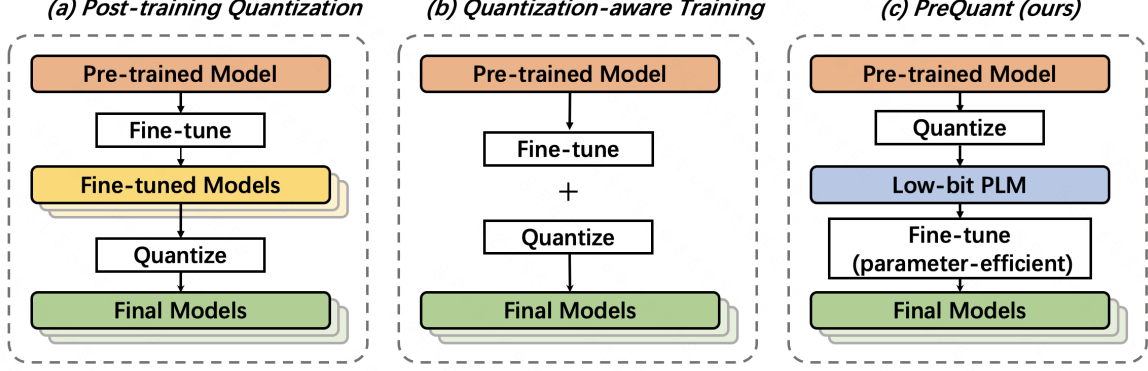 (a) Post-training Quantization
Pre-trained Model
Fine-tune
Fine-tuned Models
Quantize
Final Models
(b) Quantization-aware Training
Pre-trained Model
Fine-tune
+
Quantize
Final Models
(c) PreQuant (ours)
Pre-trained Model
Quantize
Low-bit PLM
Fine-tune
(parameter-efficient)
Final Models